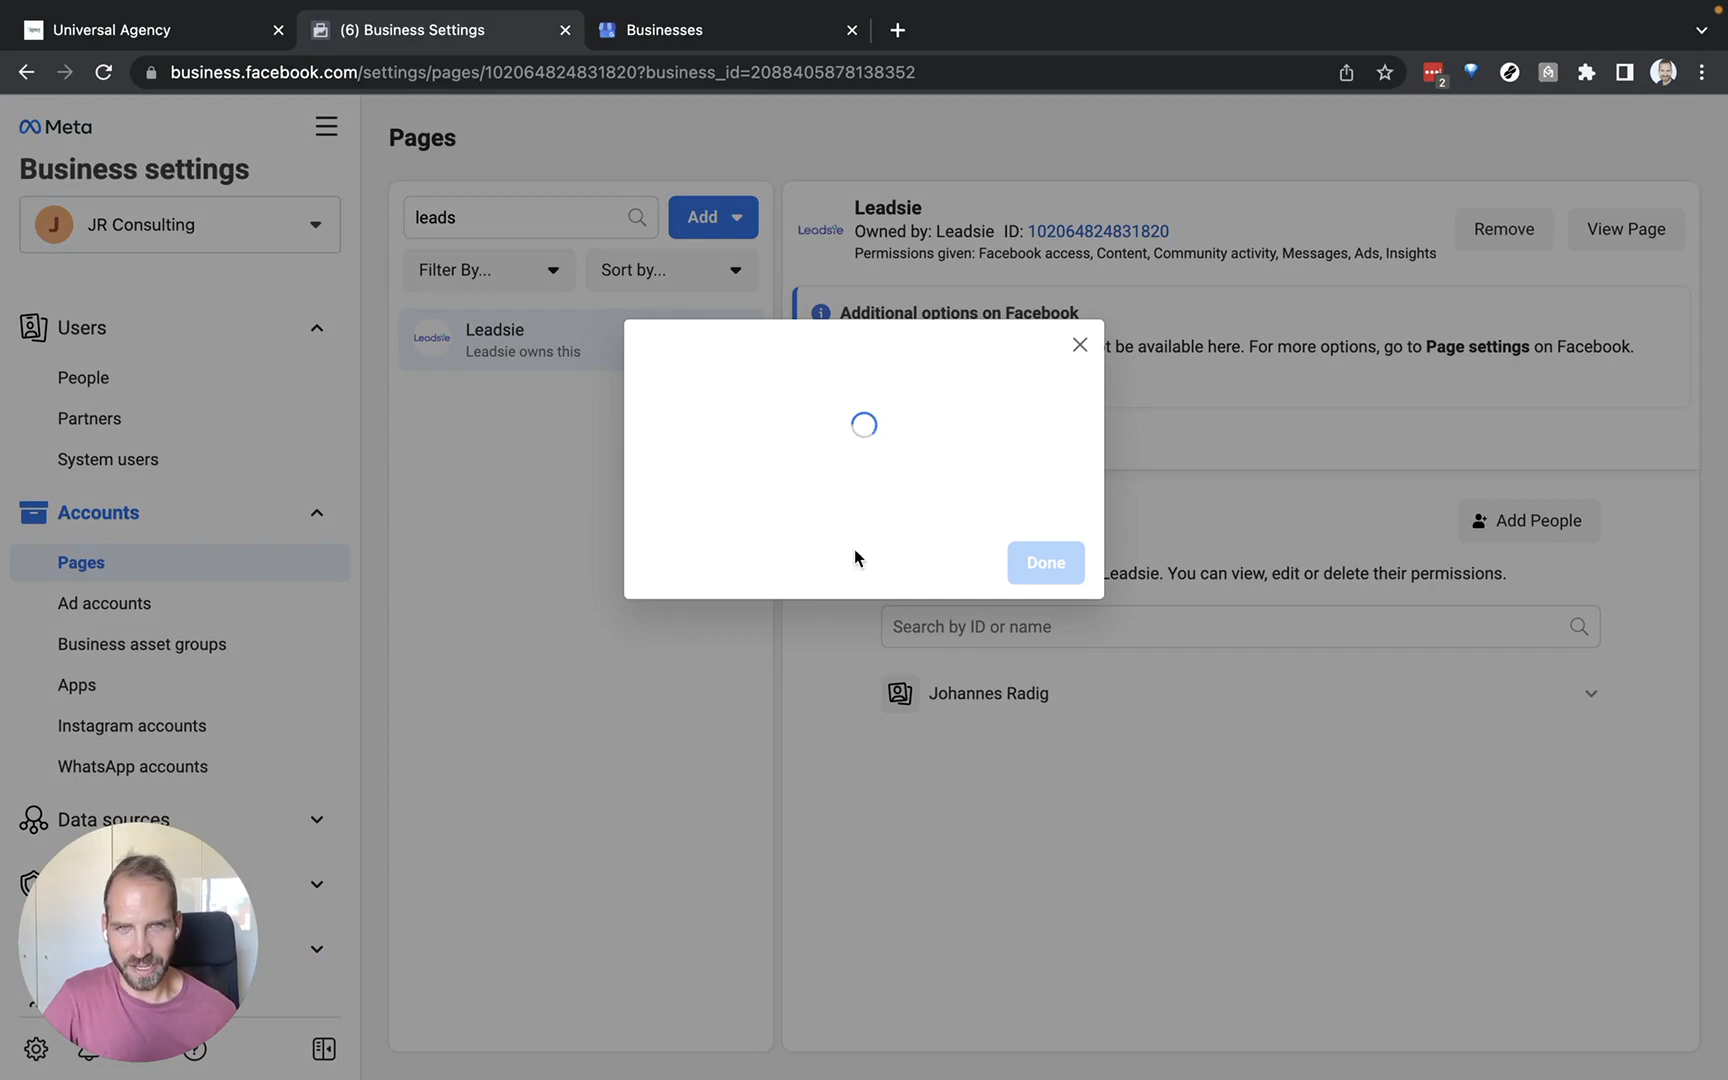 Universal Agency
(6) Business Settings
Businesses
business.facebook.com/settings/pages/102064824831820?business_id=2088405878138352
2
Meta
Business settings
J
JR Consulting
Users
People
Partners
System users
Accounts
Pages
Ad accounts
Business asset groups
Apps
Instagram accounts
WhatsApp accounts
Data sources
Pages
leads
Add
Filter By...
Sort by...
Leadsie
Leadsie
Leadsie owns this
Leadsie
Leadsie
Owned by: Leadsie ID: 102064824831820
Permissions given: Facebook access, Content, Community activity, Messages, Ads, Insights
Remove
View Page
Additional options on Facebook
t be available here. For more options, go to Page settings on Facebook.
Done
Add People
Leadsie. You can view, edit or delete their permissions.
Search by ID or name
Johannes Radig